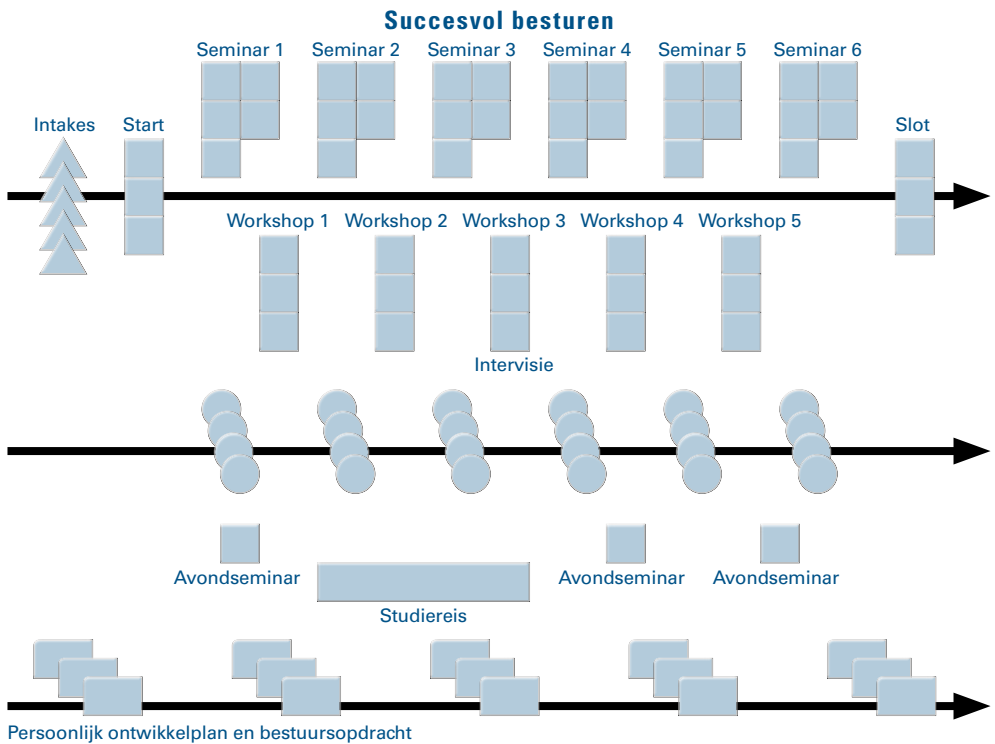 Succesvol besturen
Seminar 1 Seminar 2 Seminar 3 Seminar 4 Seminar 5 Seminar 6
Intakes Start Slot
Workshop 1 Workshop 2 Workshop 3 Workshop 4 Workshop 5
Intervisie
Avondseminar Avondseminar Avondseminar
Studiereis
Persoonlijk ontwikkelplan en bestuursopdracht